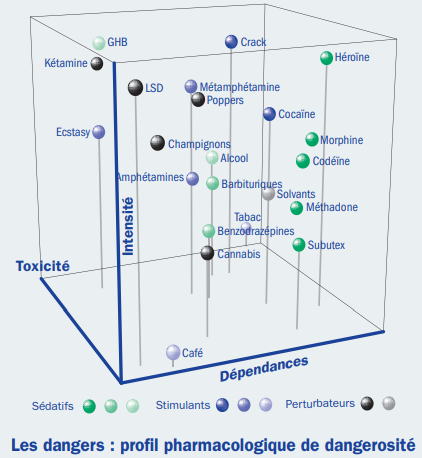 GHB
Crack
Kétamine
Héroïne
LSD
Métamphétamine
Poppers
Cocaïne
Ecstasy
Morphine
Champignons
Alcool
Codéïne
Amphétamines
Barbituriques
Solvants
Méthadone
Tabac
Benzodiazépines
Intensité
Subutex
Cannabis
Toxicité
Café
Dépendances
Sédatifs Stimulants Perturbateurs
Les dangers : profil pharmacologique de dangerosité